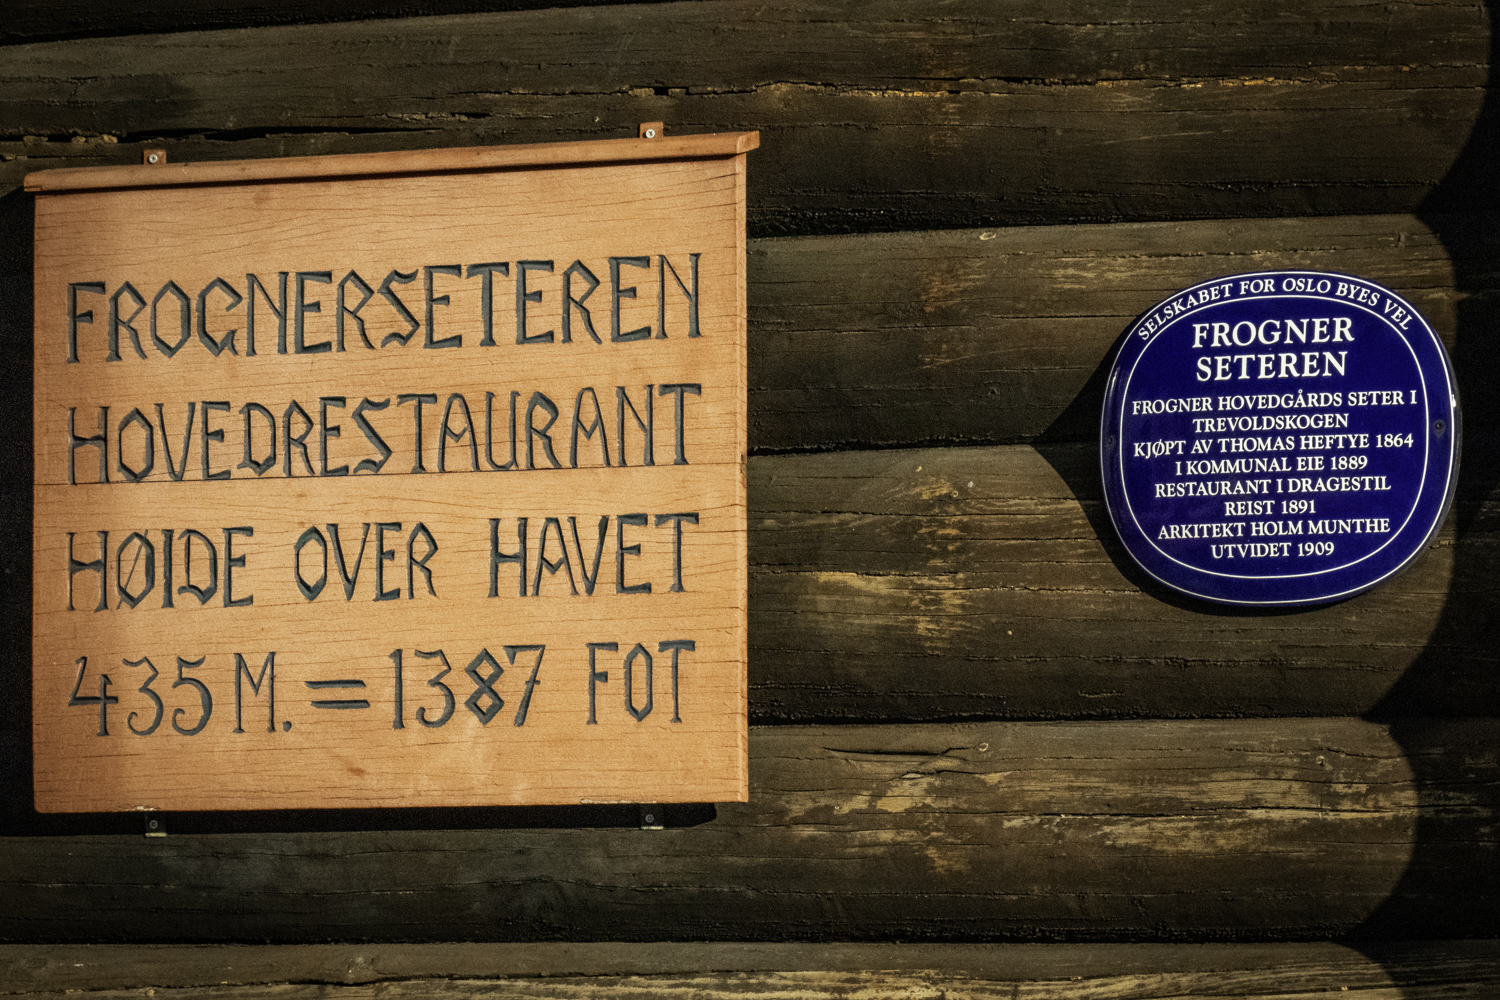 FROGNERSETEREN
HOVEDRESTAURANT
HØIDE OVER HAVET
435 M. = 1387 FOT
SELSKABET FOR OSLO BYES VEL
FROGNER
SETEREN
FROGNER HOVEDGÅRDS SETER I
TREVOLDSKOGEN
KJØPT AV THOMAS HEFTYE 1864
I KOMMUNAL EIE 1889
RESTAURANT I DRAGESTIL
REIST 1891
ARKITEKT HOLM MUNTHE
UTVIDET 1909